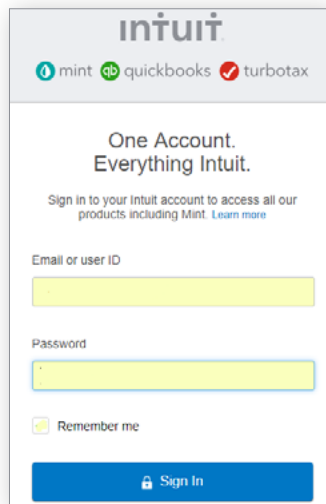 intuit.
mint qb quickbooks turbotax
One Account.
Everything Intuit.
Sign in to your Intuit account to access all our
products including Mint. Learn more
Email or user ID
Password
Remember me
Sign In